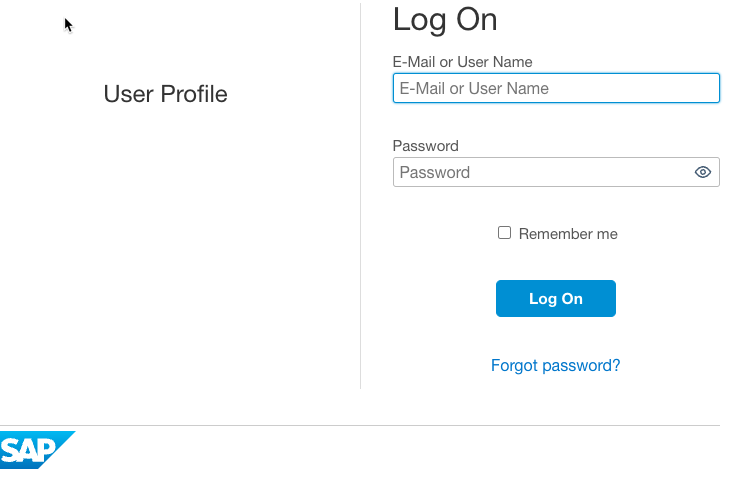 User Profile
Log On
E-Mail or User Name
E-Mail or User Name
Password
Password
Remember me
Log On
Forgot password?
SAP